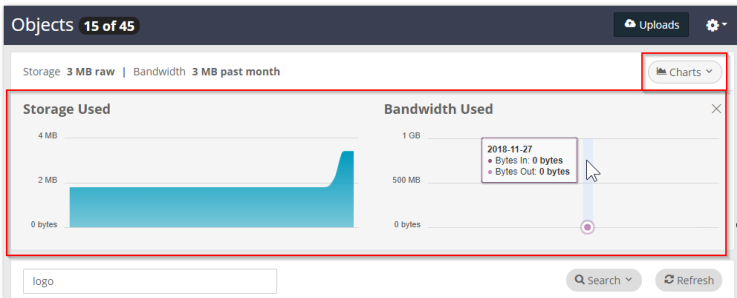 Objects 15 of 45
Uploads
Storage 3 MB raw | Bandwidth 3 MB past month
Charts
Storage Used
4 MB
2 MB
0 bytes
Bandwidth Used
1 GB
500 MB
0 bytes
2018-11-27
• Bytes In: 0 bytes
• Bytes Out: 0 bytes
logo
Search
Refresh